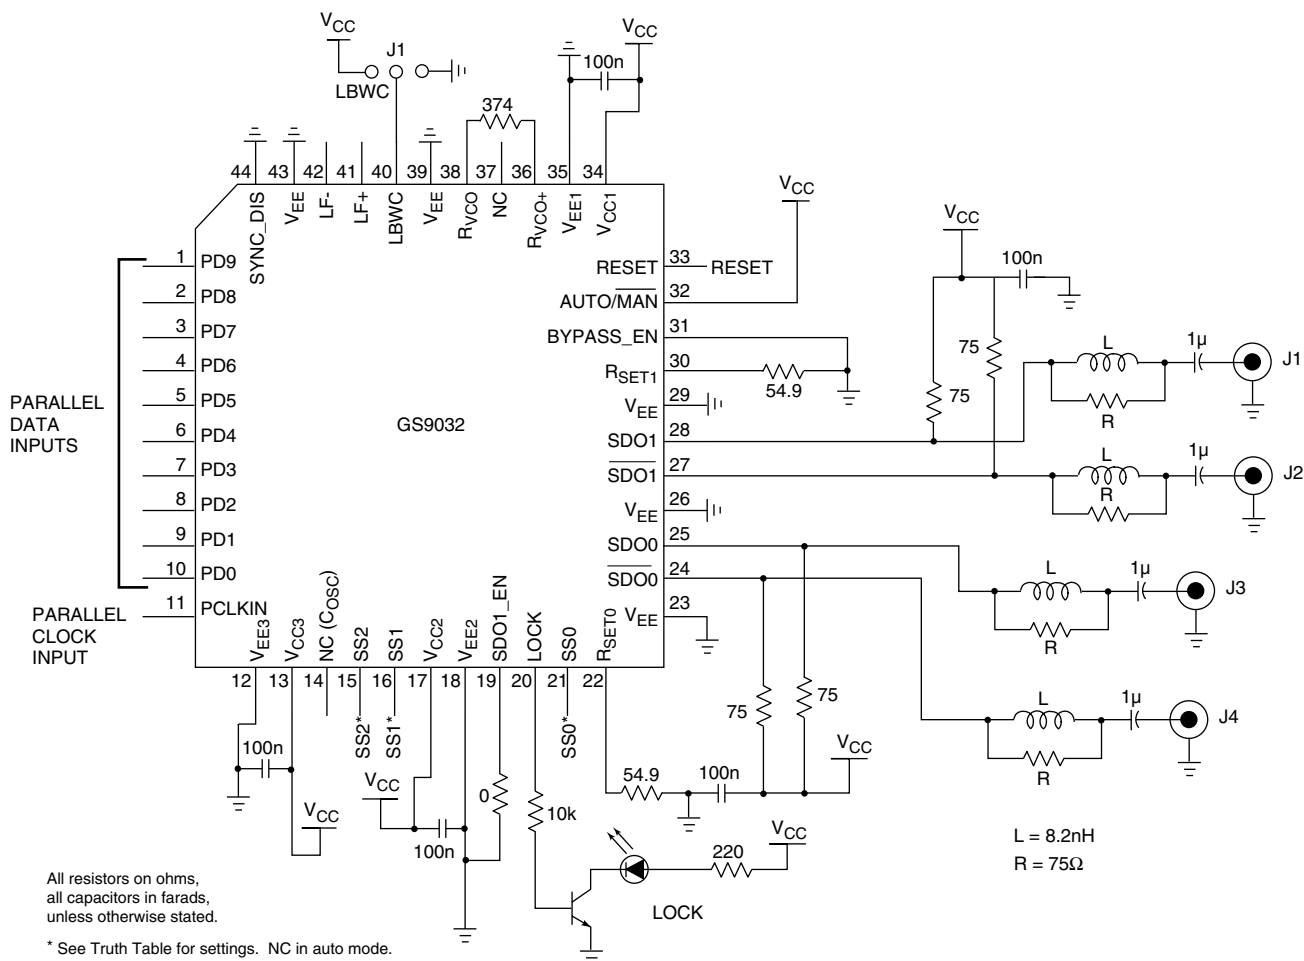 VCC
J1
LBWC
374
100n
VCC
44
43
42
41
40
39
38
37
36
35
34
SYNC_DIS
VEE
LF-
LF+
LBWC
VEE
RVCO
NC
RVCO+
VEE1
VCC1
PARALLEL
DATA
INPUTS
1 PD9
2 PD8
3 PD7
4 PD6
5 PD5
6 PD4
7 PD3
8 PD2
9 PD1
10 PD0
PARALLEL
CLOCK
INPUT
11 PCLKIN
GS9032
RESET 33 RESET
AUTO/MAN 32
BYPASS_EN 31
RSET1 30
VEE 29
SDO1 28
SDO1 27
VEE 26
SDO0 25
SDO0 24
VEE 23
VCC
54.9
VCC
100n
75
75
L
R
1µ
J1
L
R
1µ
J2
L
R
1µ
J3
L
R
1µ
J4
VEE3
VCC3
NC (COSC)
SS2
SS1
VCC2
VEE2
SDO1_EN
LOCK
SS0
RSET0
12
13
14
15
16
17
18
19
20
21
22
SS2*
SS1*
SS0*
100n
VCC
VCC
100n
0
10k
54.9
100n
75
75
VCC
220
VCC
LOCK
L = 8.2nH
R = 75Ω
All resistors on ohms,
all capacitors in farads,
unless otherwise stated.
* See Truth Table for settings. NC in auto mode.